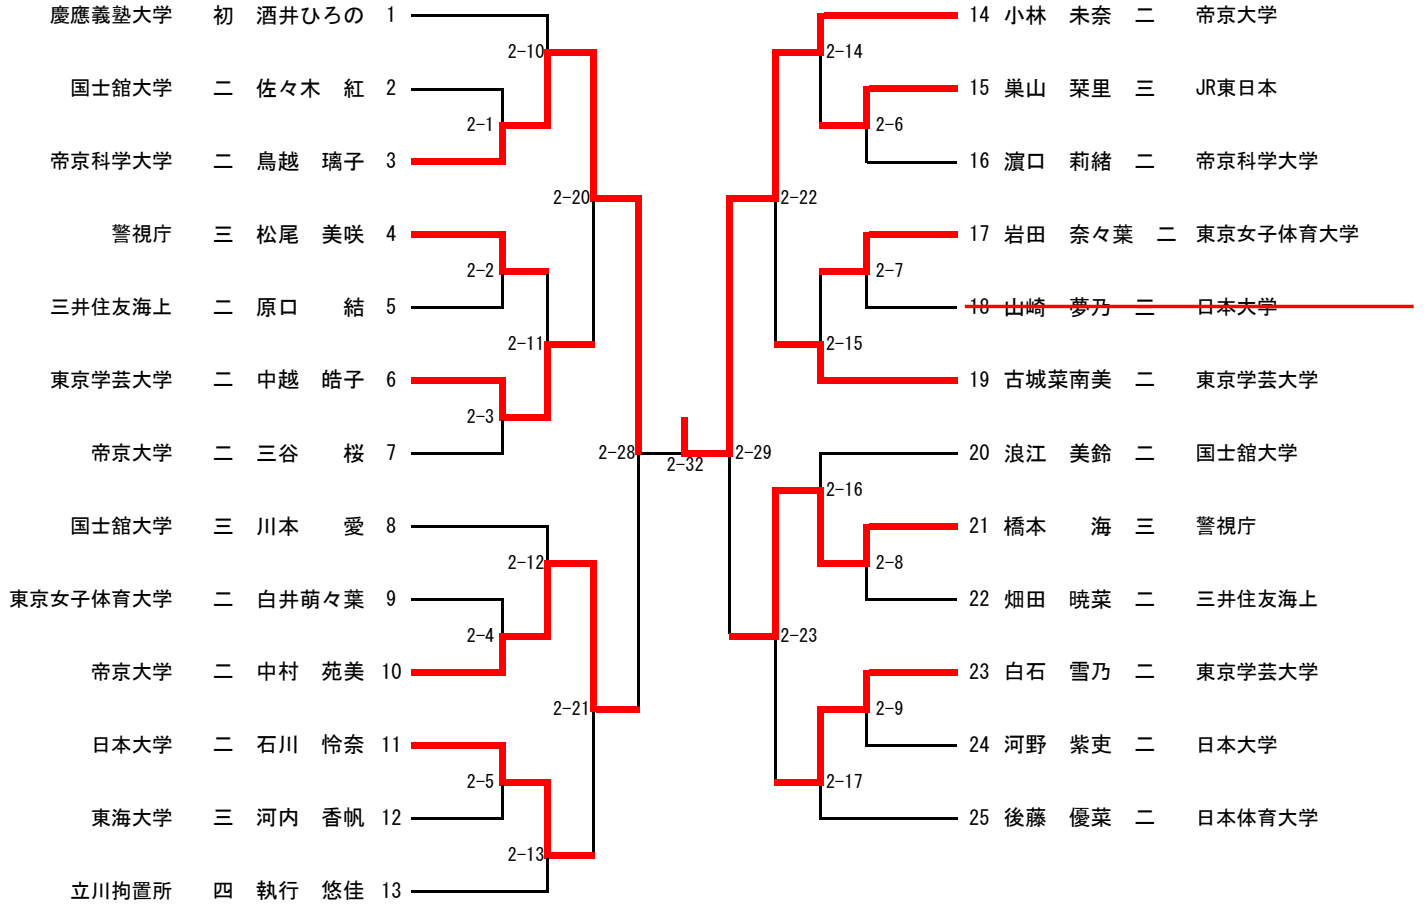 慶應義塾大学 初 酒井ひろの 1
国士舘大学 二 佐々木 紅 2
帝京科学大学 二 鳥越 璃子 3
警視庁 三 松尾 美咲 4
三井住友海上 二 原口 結 5
東京学芸大学 二 中越 皓子 6
帝京大学 二 三谷 桜 7
国士舘大学 三 川本 愛 8
東京女子体育大学 二 白井萌々葉 9
帝京大学 二 中村 苑美 10
日本大学 二 石川 怜奈 11
東海大学 三 河内 香帆 12
立川拘置所 四 執行 悠佳 13
2-10
2-1
2-20
2-2
2-11
2-3
2-28
2-12
2-4
2-21
2-5
2-13
2-32
14 小林 未奈 二 帝京大学
15 巣山 栞里 三 JR東日本
16 濵口 莉緒 二 帝京科学大学
17 岩田 奈々葉 二 東京女子体育大学
18 山崎 夢乃 二 日本大学
19 古城菜南美 二 東京学芸大学
20 浪江 美鈴 二 国士舘大学
21 橋本 海 三 警視庁
22 畑田 暁菜 二 三井住友海上
23 白石 雪乃 二 東京学芸大学
24 河野 紫吏 二 日本大学
25 後藤 優菜 二 日本体育大学
2-14
2-6
2-22
2-7
2-15
2-29
2-16
2-8
2-23
2-9
2-17